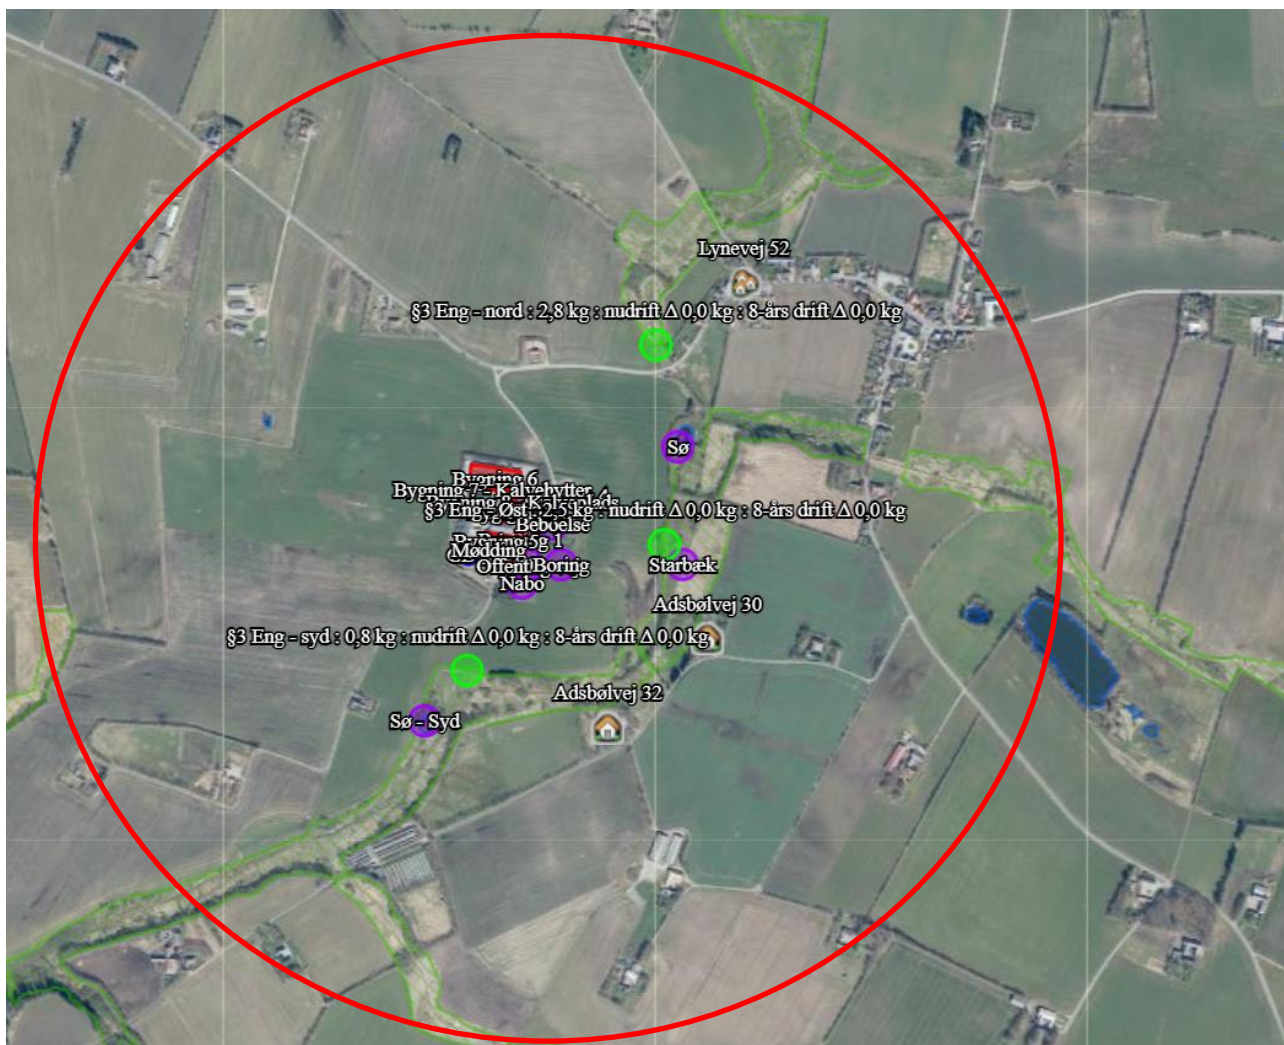 Lynevej 52
§3 Eng - nord : 2,8 kg : nudrift Δ 0,0 kg : 8-års drift Δ 0,0 kg
Sø
Bygning 6
Bygning 7 - Kalvehytter
§3 Eng - Øst : 2,5 kg : nudrift Δ 0,0 kg : 8-års drift Δ 0,0 kg
Beboelse
Mødding
Offent
Boring
Starbæk
Nabo
Adsbølvej 30
§3 Eng - syd : 0,8 kg : nudrift Δ 0,0 kg : 8-års drift Δ 0,0 kg
Adsbølvej 32
Sø - Syd